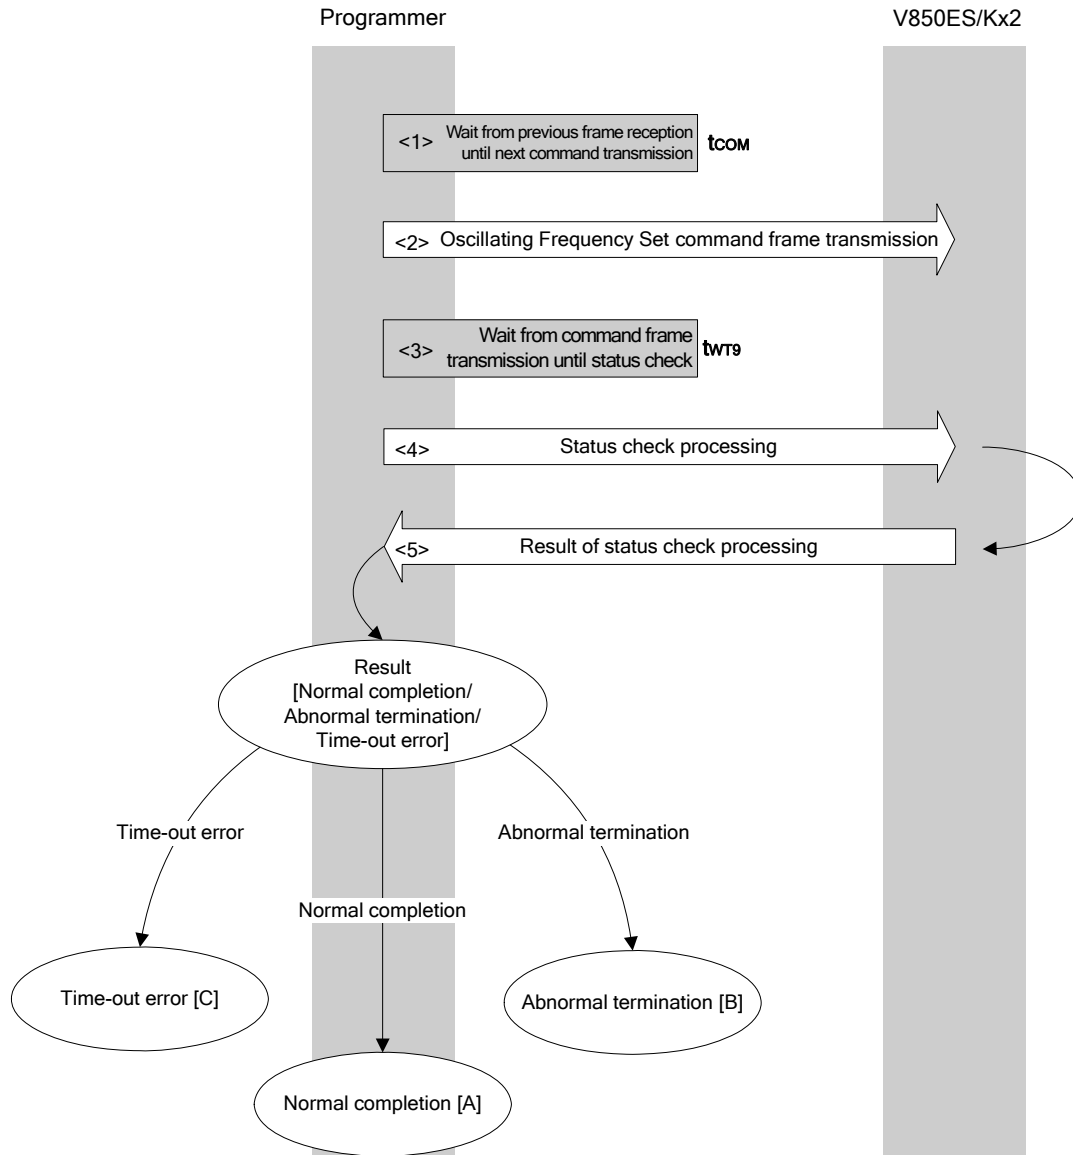 Programmer
V850ES/Kx2
<1> Wait from previous frame reception
until next command transmission
tCOM
<2> Oscillating Frequency Set command frame transmission
<3> Wait from command frame
transmission until status check
tWT9
<4> Status check processing
<5> Result of status check processing
Result
[Normal completion/
Abnormal termination/
Time-out error]
Time-out error
Abnormal termination
Normal completion
Time-out error [C]
Abnormal termination [B]
Normal completion [A]